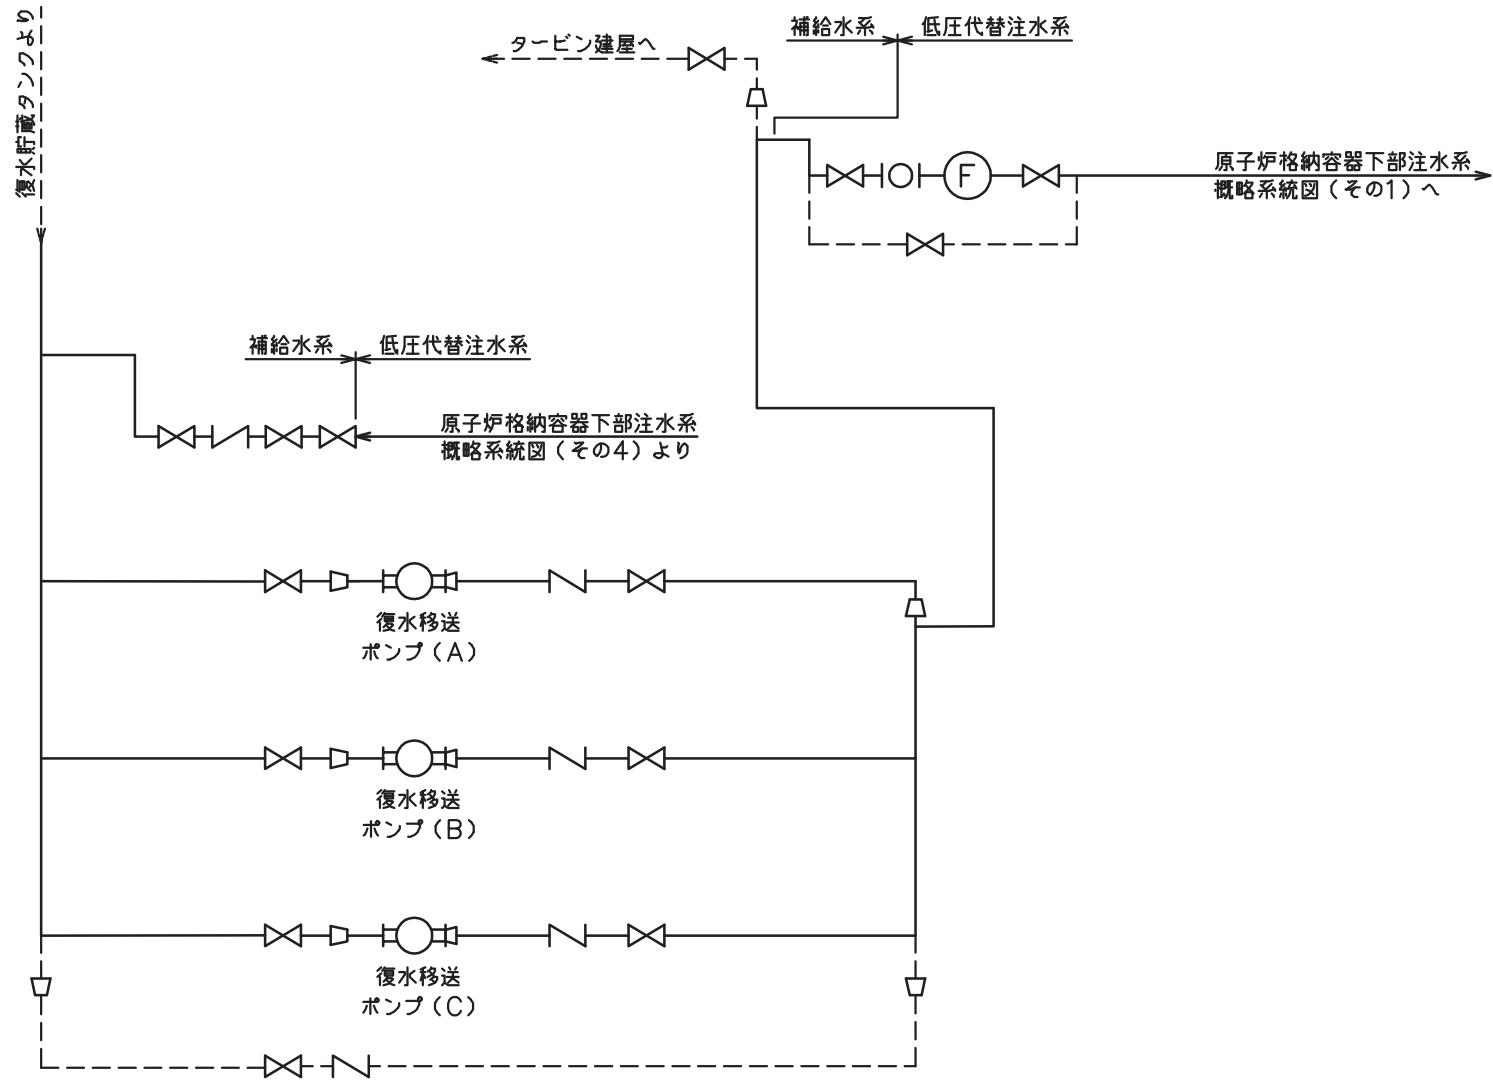 復水貯蔵タンクより
タービン建屋へ
補給水系
低圧代替注水系
F
原子炉格納容器下部注水系
概略系統図(その1)へ
補給水系
低圧代替注水系
原子炉格納容器下部注水系
概略系統図(その4)より
復水移送
ポンプ(A)
復水移送
ポンプ(B)
復水移送
ポンプ(C)